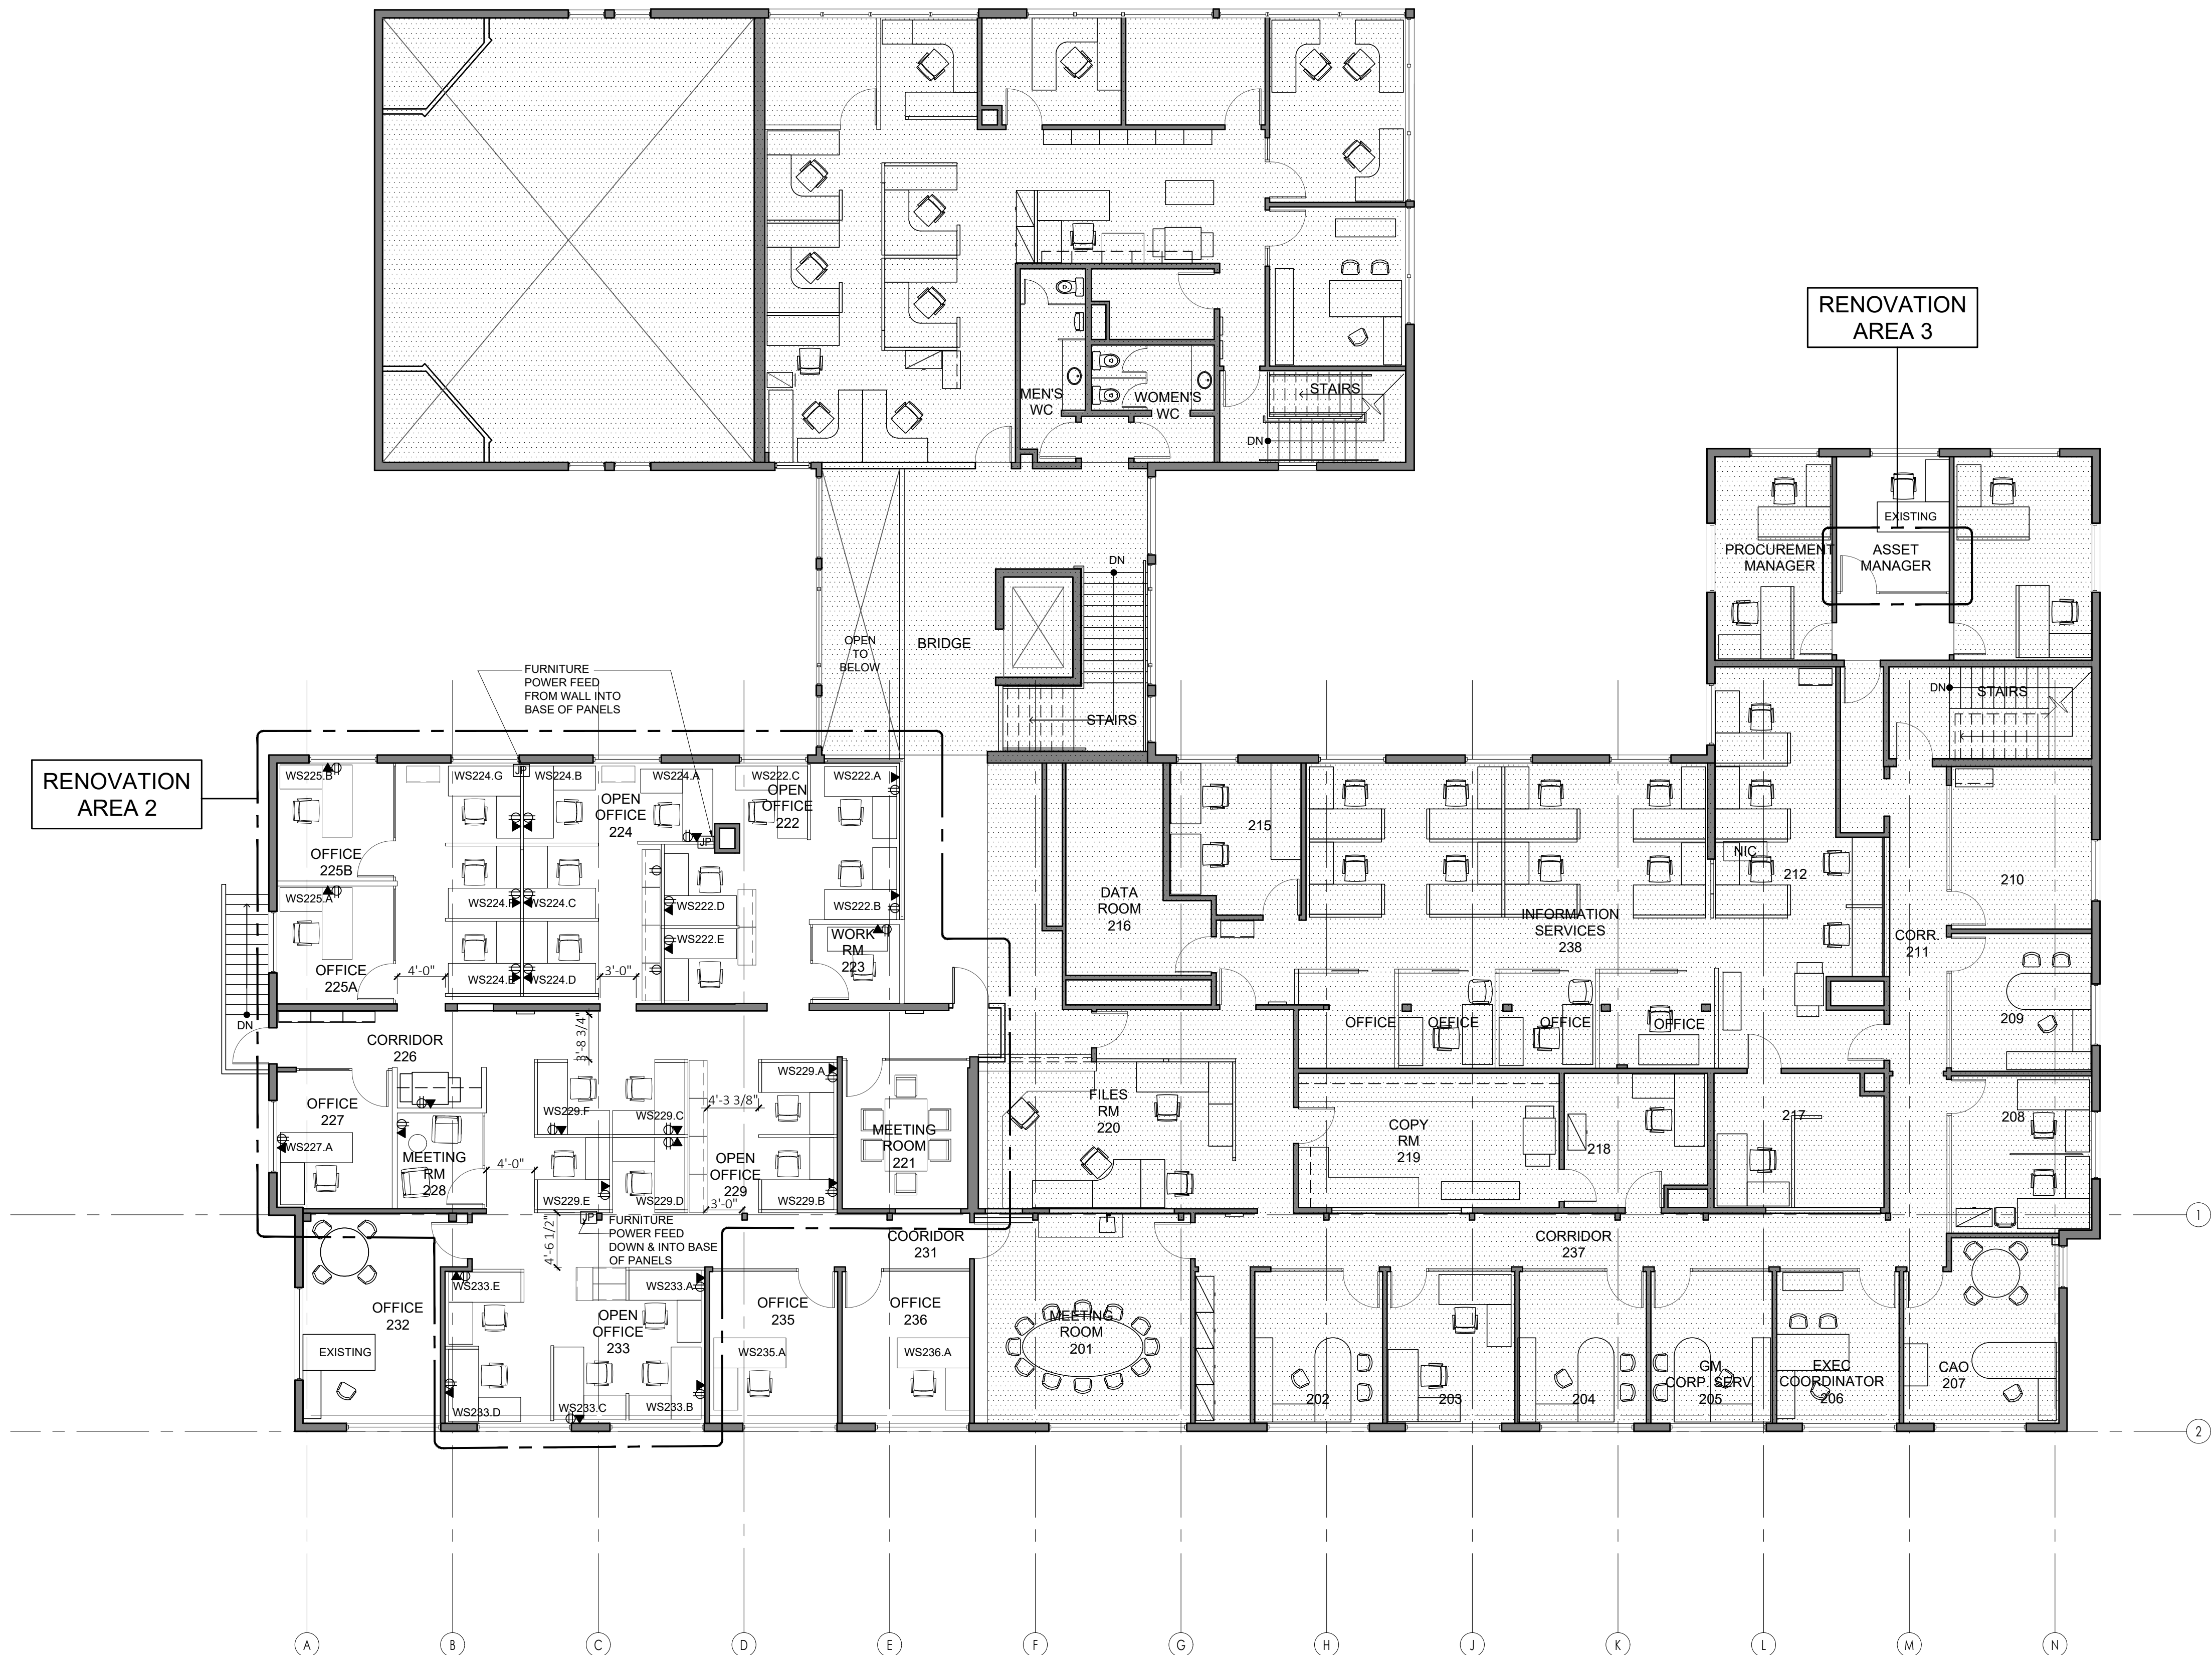 MEN'S
WC
WOMEN'S
WC
STAIRS
DN
RENOVATION
AREA 3
EXISTING
PROCUREMENT
MANAGER
ASSET
MANAGER
DN
OPEN
TO
BELOW
BRIDGE
STAIRS
FURNITURE
POWER FEED
FROM WALL INTO
BASE OF PANELS
DN
STAIRS
RENOVATION
AREA 2
WS225.B
WS224.G
JP
WS224.B
WS224.A
WS222.C
WS222.A
OPEN
OFFICE
224
OPEN
OFFICE
222
JP
OFFICE
225B
WS225.A
WS224.C
WS222.D
WS222.B
WS222.E
WORK
RM
223
OFFICE
225A
4'-0"
WS224.D
3'-0"
DATA
ROOM
216
215
NIC
212
INFORMATION
SERVICES
238
210
CORR.
211
209
OFFICE
OFFICE
OFFICE
OFFICE
DN
CORRIDOR
226
3'-8 3/4"
OFFICE
227
WS227.A
MEETING
RM
228
4'-0"
WS229.F
WS229.C
4'-3 3/8"
WS229.A
WS229.E
WS229.D
OPEN
OFFICE
229
3'-0"
WS229.B
MEETING
ROOM
221
FILES
RM
220
COPY
RM
219
218
217
208
JP
FURNITURE
POWER FEED
DOWN & INTO BASE
OF PANELS
4'-6 1/2"
COORIDOR
231
CORRIDOR
237
1
OFFICE
232
EXISTING
WS233.E
WS233.A
OPEN
OFFICE
233
WS233.D
WS233.C
WS233.B
OFFICE
235
WS235.A
OFFICE
236
WS236.A
MEETING
ROOM
201
202
203
204
GM
CORP. SERV.
205
EXEC
COORDINATOR
206
CAO
207
2
A B C D E F G H J K L M N